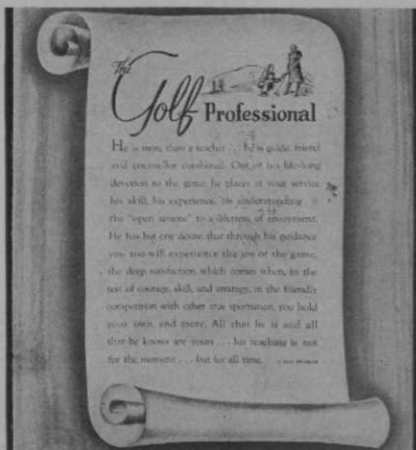 The
Golf Professional
He is more than a teacher . . . he is guide, friend
and counsellor combined. Out of his life-long
devotion to the game, he places at your service
his skill, his experience, his understanding
the "open sesame" to a lifetime of enjoyment.
He has but one desire, that through his guidance
you, too will experience the joy of the game,
the deep satisfaction which comes when, in the
test of courage, skill, and strategy, in the friendly
competition with other true sportsmen, you hold
your own, and more. All that he is and all
that he knows are yours . . . his teaching is not
for the moment . . . but for all time.